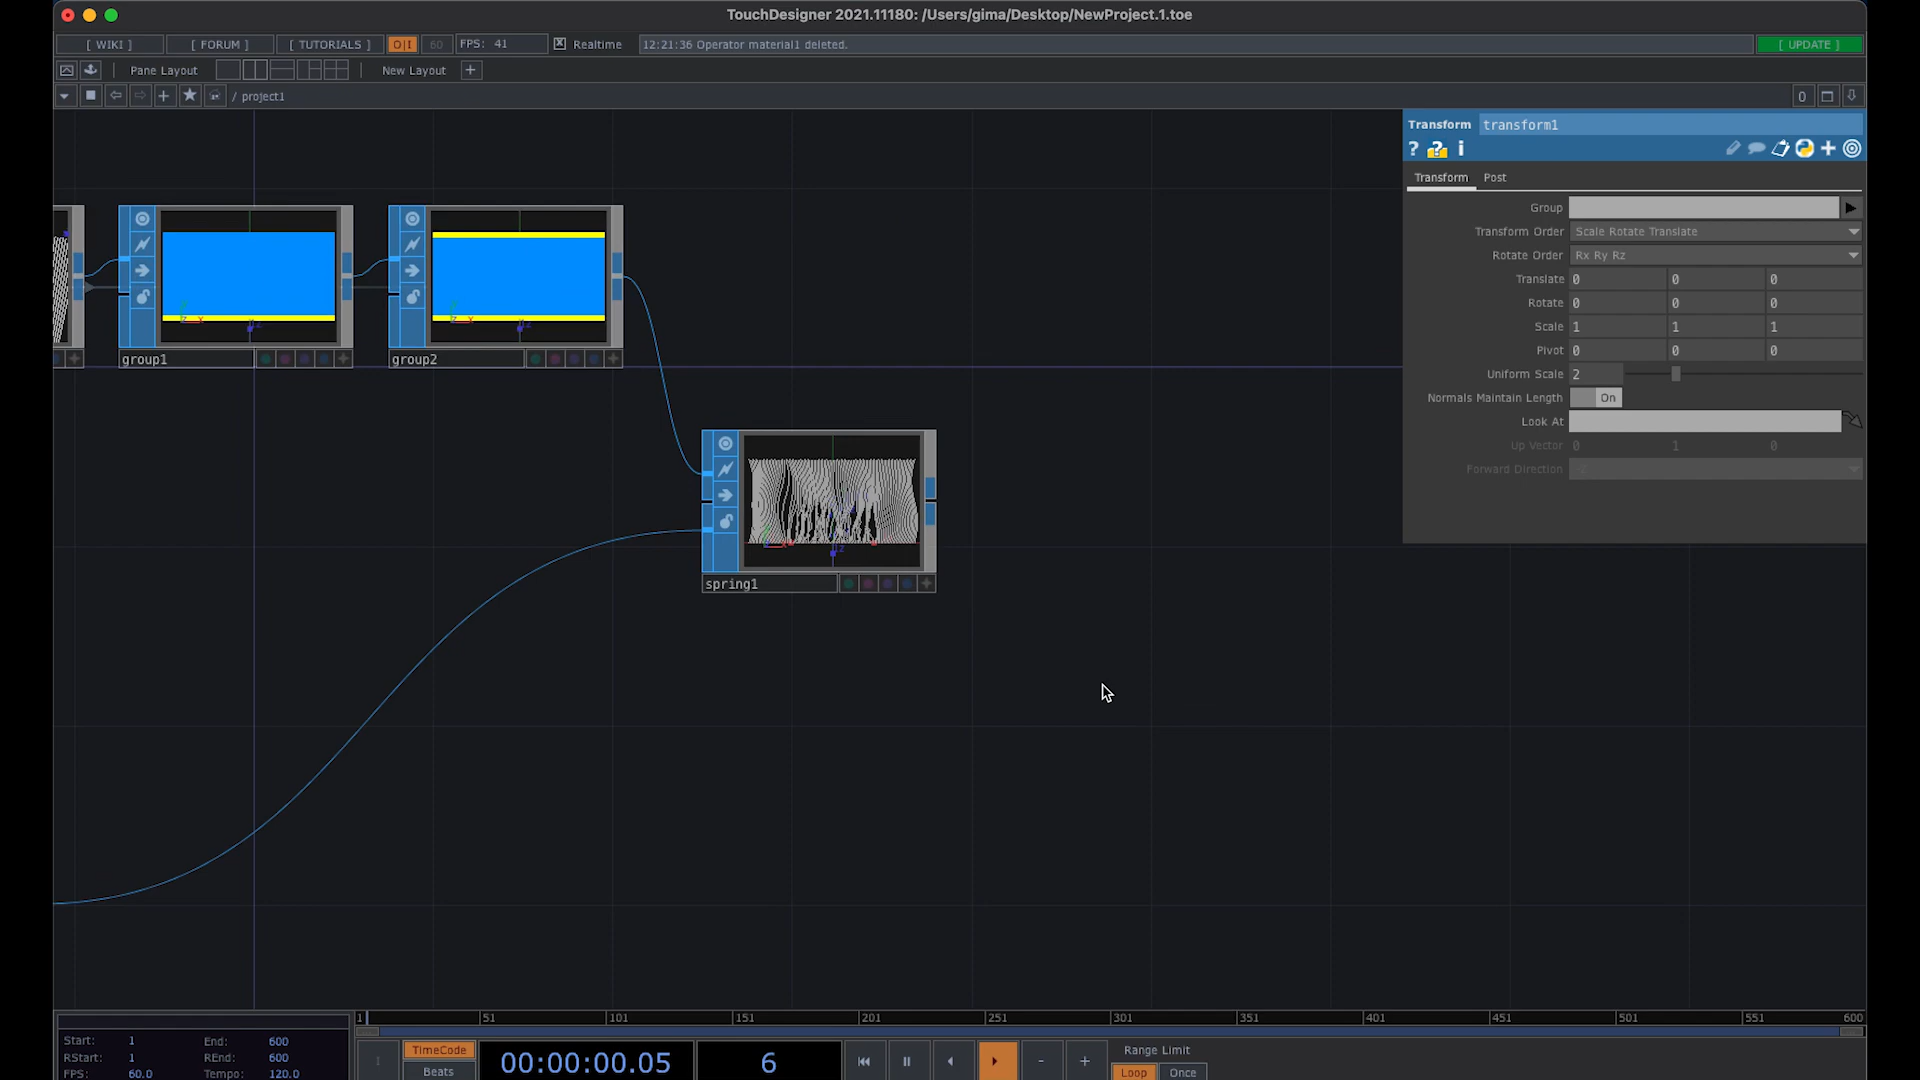 TouchDesigner 2021.11180: /Users/gima/Desktop/NewProject.1.toe
[ WIKI ] [ FORUM ] [ TUTORIALS ] O|I 60 FPS: 41 Realtime 12:21:36 Operator material1 deleted. [ UPDATE ]
Pane Layout New Layout +
/ project1 0
Transform transform1
? ? i
Transform Post
Group
Transform Order Scale Rotate Translate
Rotate Order Rx Ry Rz
Translate 0 0 0
Rotate 0 0 0
Scale 1 1 1
Pivot 0 0 0
Uniform Scale 2
Normals Maintain Length On
Look At
Up Vector 0 1 0
Forward Direction
group1
group2
spring1
1 51 101 151 201 251 301 351 401 451 501 551 600
Start: 1 End: 600
RStart: 1 REnd: 600
FPS: 60.0 Tempo: 120.0
TimeCode
Beats
00:00:00.05
6
- +
Range Limit
Loop Once